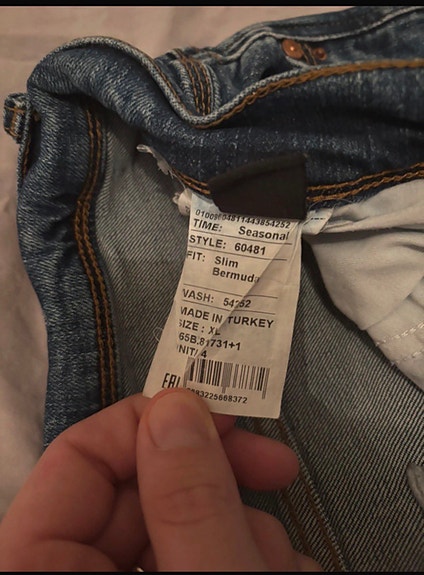 TIME: Seasonal
STYLE: 60481
FIT: Slim
Bermuda
WASH: 54252
MADE IN TURKEY
SIZE : XL
65B.81731+1
UNIT/ 4
EAC